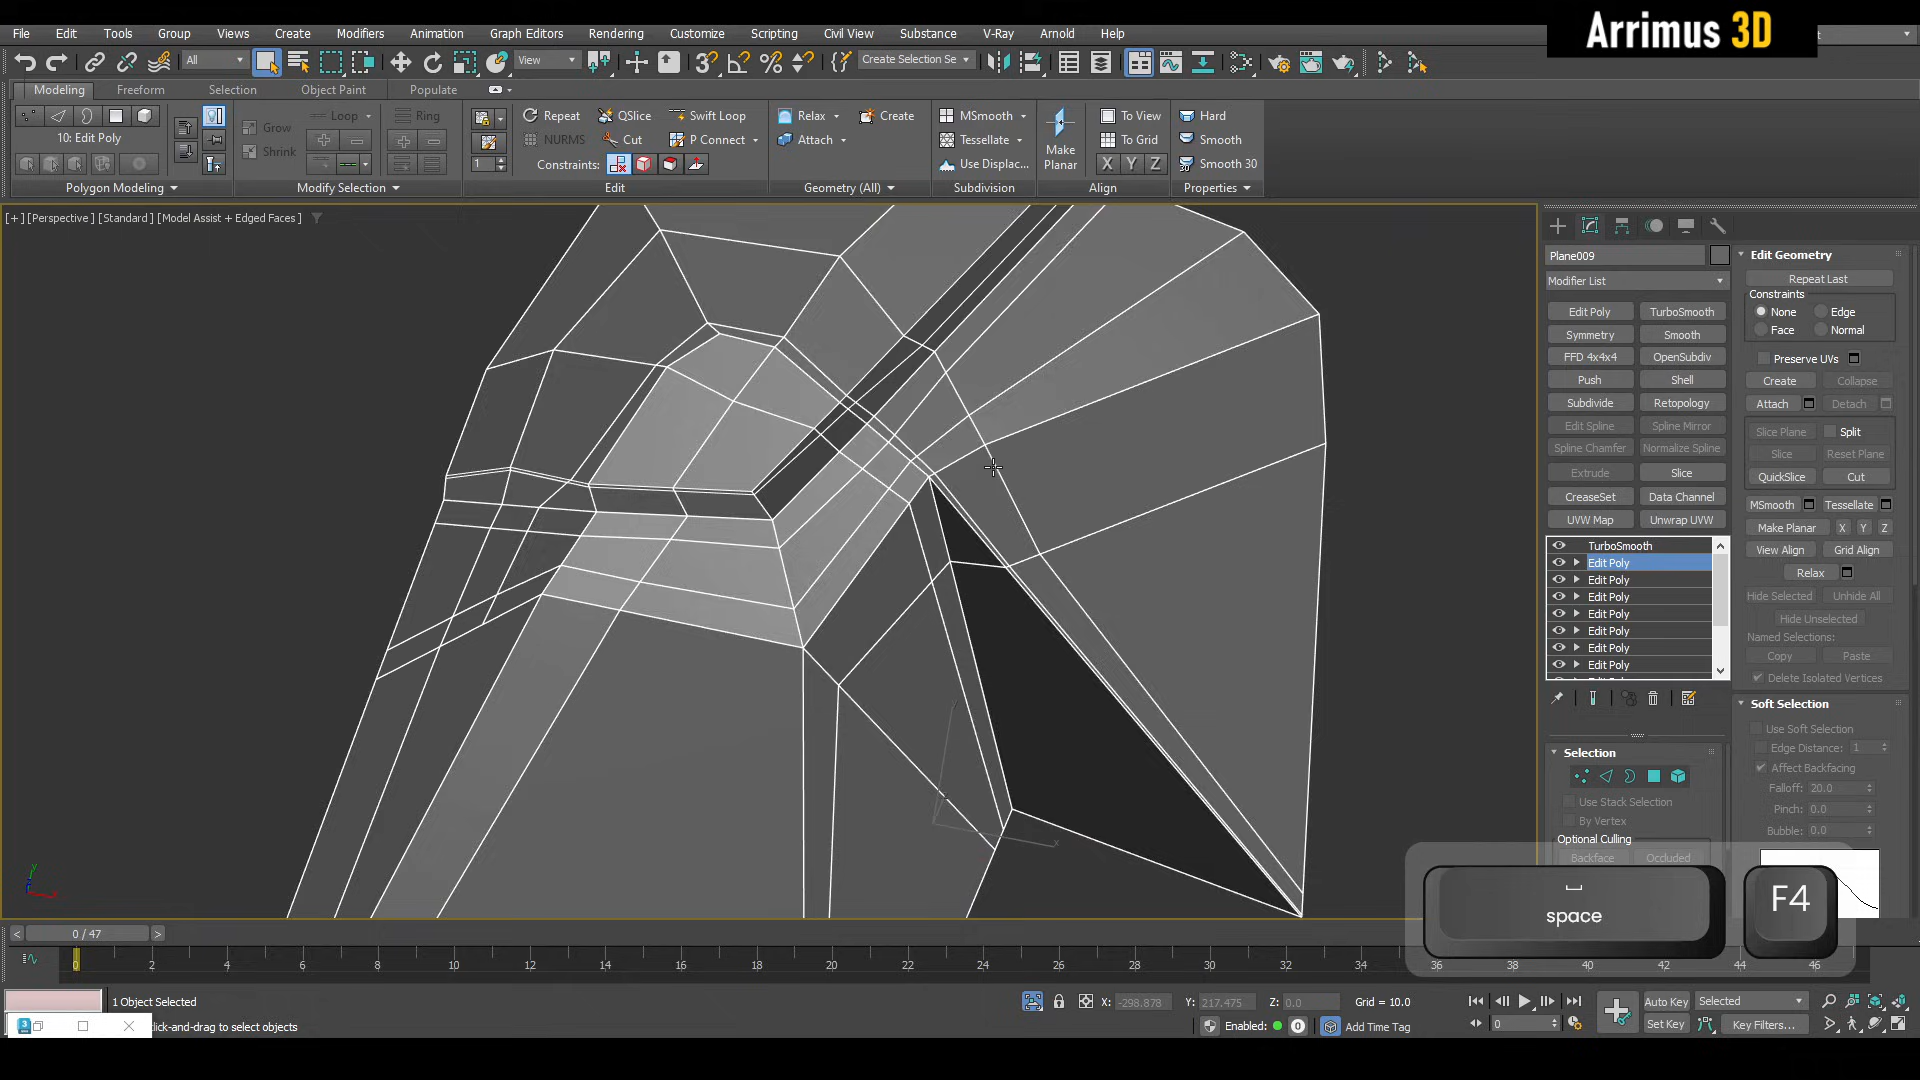 Arrimus 3D
File Edit Tools Group Views Create Modifiers Animation Graph Editors Rendering Customize Scripting Civil View Substance V-Ray Arnold Help
All View Create Selection Se
Modeling Freeform Selection Object Paint Populate
Loop Ring Repeat QSlice Swift Loop Relax Create MSmooth To View Hard
10: Edit Poly Grow NURMS Cut P Connect Attach Tessellate To Grid Smooth
Shrink 1 Constraints: Use Displac... Make Planar X Y Z Smooth 30
Polygon Modeling Modify Selection Edit Geometry (All) Subdivision Align Properties
[+] [Perspective] [Standard] [Model Assist + Edged Faces]
Plane009
Modifier List
Edit Poly TurboSmooth
Symmetry Smooth
FFD 4x4x4 OpenSubdiv
Push Shell
Subdivide Retopology
Edit Spline Spline Mirror
Spline Chamfer Normalize Spline
Extrude Slice
CreaseSet Data Channel
UVW Map Unwrap UVW
TurboSmooth
Edit Poly
Edit Poly
Edit Poly
Edit Poly
Edit Poly
Edit Poly
Edit Poly
Selection
Use Stack Selection
By Vertex
Optional Culling
Backface Occluded
Edit Geometry
Repeat Last
Constraints
None Edge
Face Normal
Preserve UVs
Create Collapse
Attach Detach
Slice Plane Split
Slice Reset Plane
QuickSlice Cut
MSmooth Tessellate
Make Planar X Y Z
View Align Grid Align
Relax
Hide Selected Unhide All
Hide Unselected
Named Selections:
Copy Paste
Delete Isolated Vertices
Soft Selection
Use Soft Selection
Edge Distance: 1
Affect Backfacing
Falloff: 20.0
Pinch: 0.0
Bubble: 0.0
space F4
< 0 / 47 >
0 2 4 6 8 10 12 14 16 18 20 22 24 26 28 30 32 34 36 38 40 42 44 46
1 Object Selected X: -298.878 Y: 217.475 Z: 0.0 Grid = 10.0 Auto Key Selected
click-and-drag to select objects Enabled: 0 Add Time Tag 0 Set Key Key Filters...